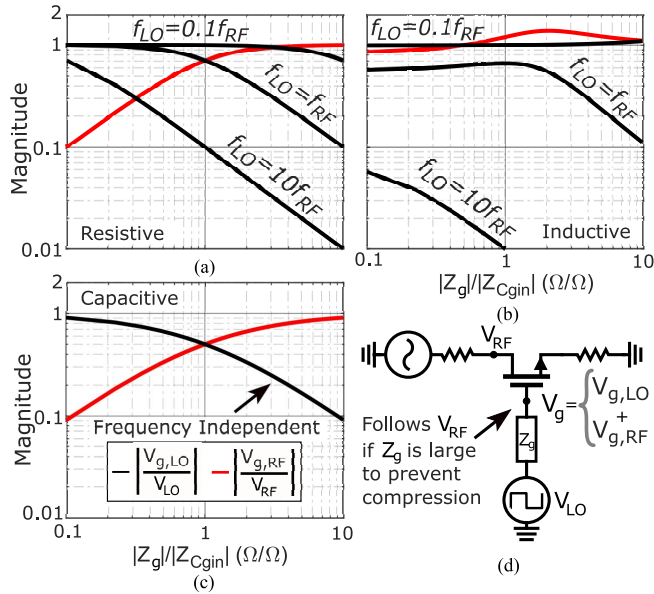 (a)
2
1
0.1
0.01
Magnitude
f_LO=0.1f_RF
f_LO=f_RF
f_LO=10f_RF
Resistive
(a)
f_LO=0.1f_RF
f_LO=f_RF
f_LO=10f_RF
Inductive
0.1
1
10
|Z_g|/|Z_Cgin| (Ω/Ω)
(b)
2
1
0.1
0.01
Magnitude
Capacitive
Frequency Independent
|V_g,LO/V_LO|
|V_g,RF/V_RF|
0.1
1
10
|Z_g|/|Z_Cgin| (Ω/Ω)
(c)
V_RF
V_g= { V_g,LO
+
V_g,RF
Follows V_RF
if Z_g is large
to prevent
compression
Z_g
V_LO
(d)